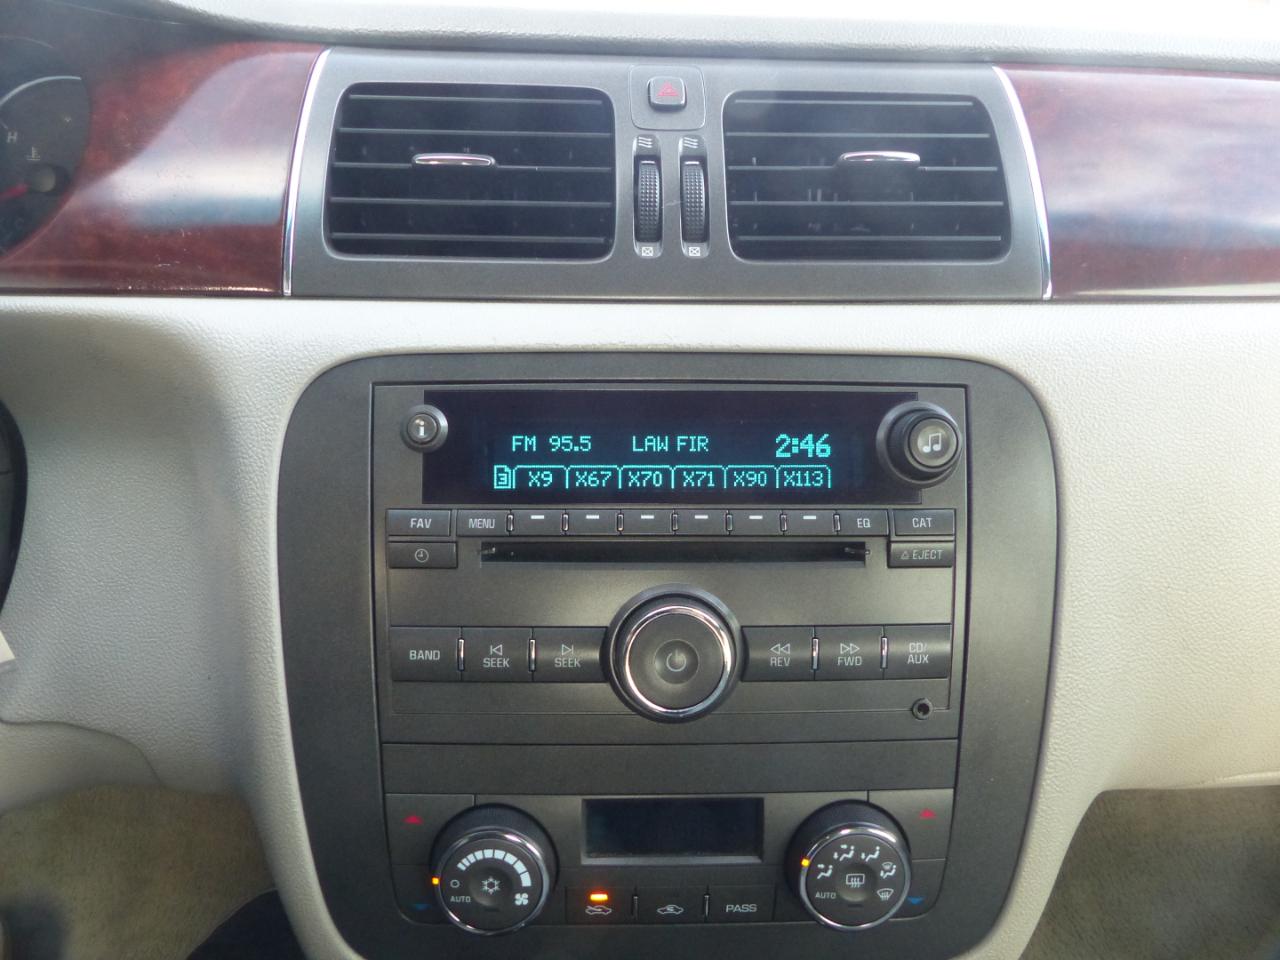 H
i
FM 95.5 LAW FIR 2:46
3 X9 X67 X70 X71 X90 X113
FAV MENU EQ CAT
EJECT
BAND SEEK SEEK REV FWD CD/AUX
AUTO AUTO
PASS